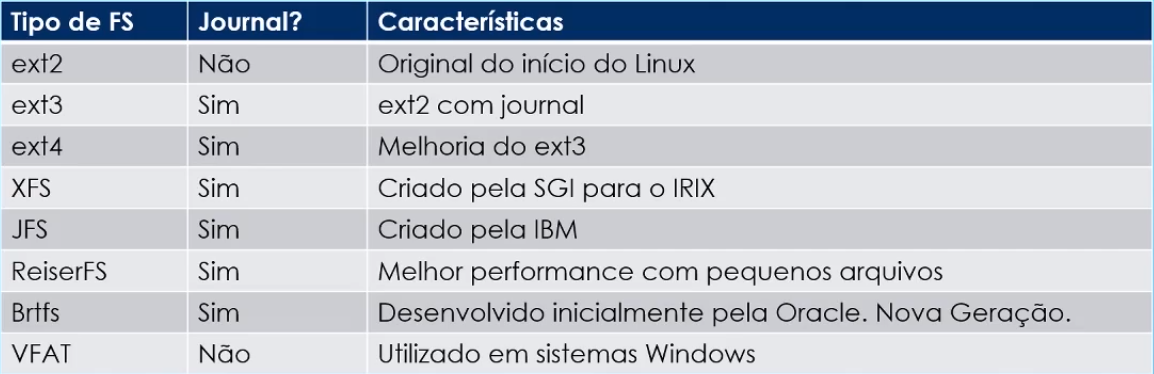 Tipo de FS Journal? Características
ext2 Não Original do início do Linux
ext3 Sim ext2 com journal
ext4 Sim Melhoria do ext3
XFS Sim Criado pela SGI para o IRIX
JFS Sim Criado pela IBM
ReiserFS Sim Melhor performance com pequenos arquivos
Brtfs Sim Desenvolvido inicialmente pela Oracle. Nova Geração.
VFAT Não Utilizado em sistemas Windows